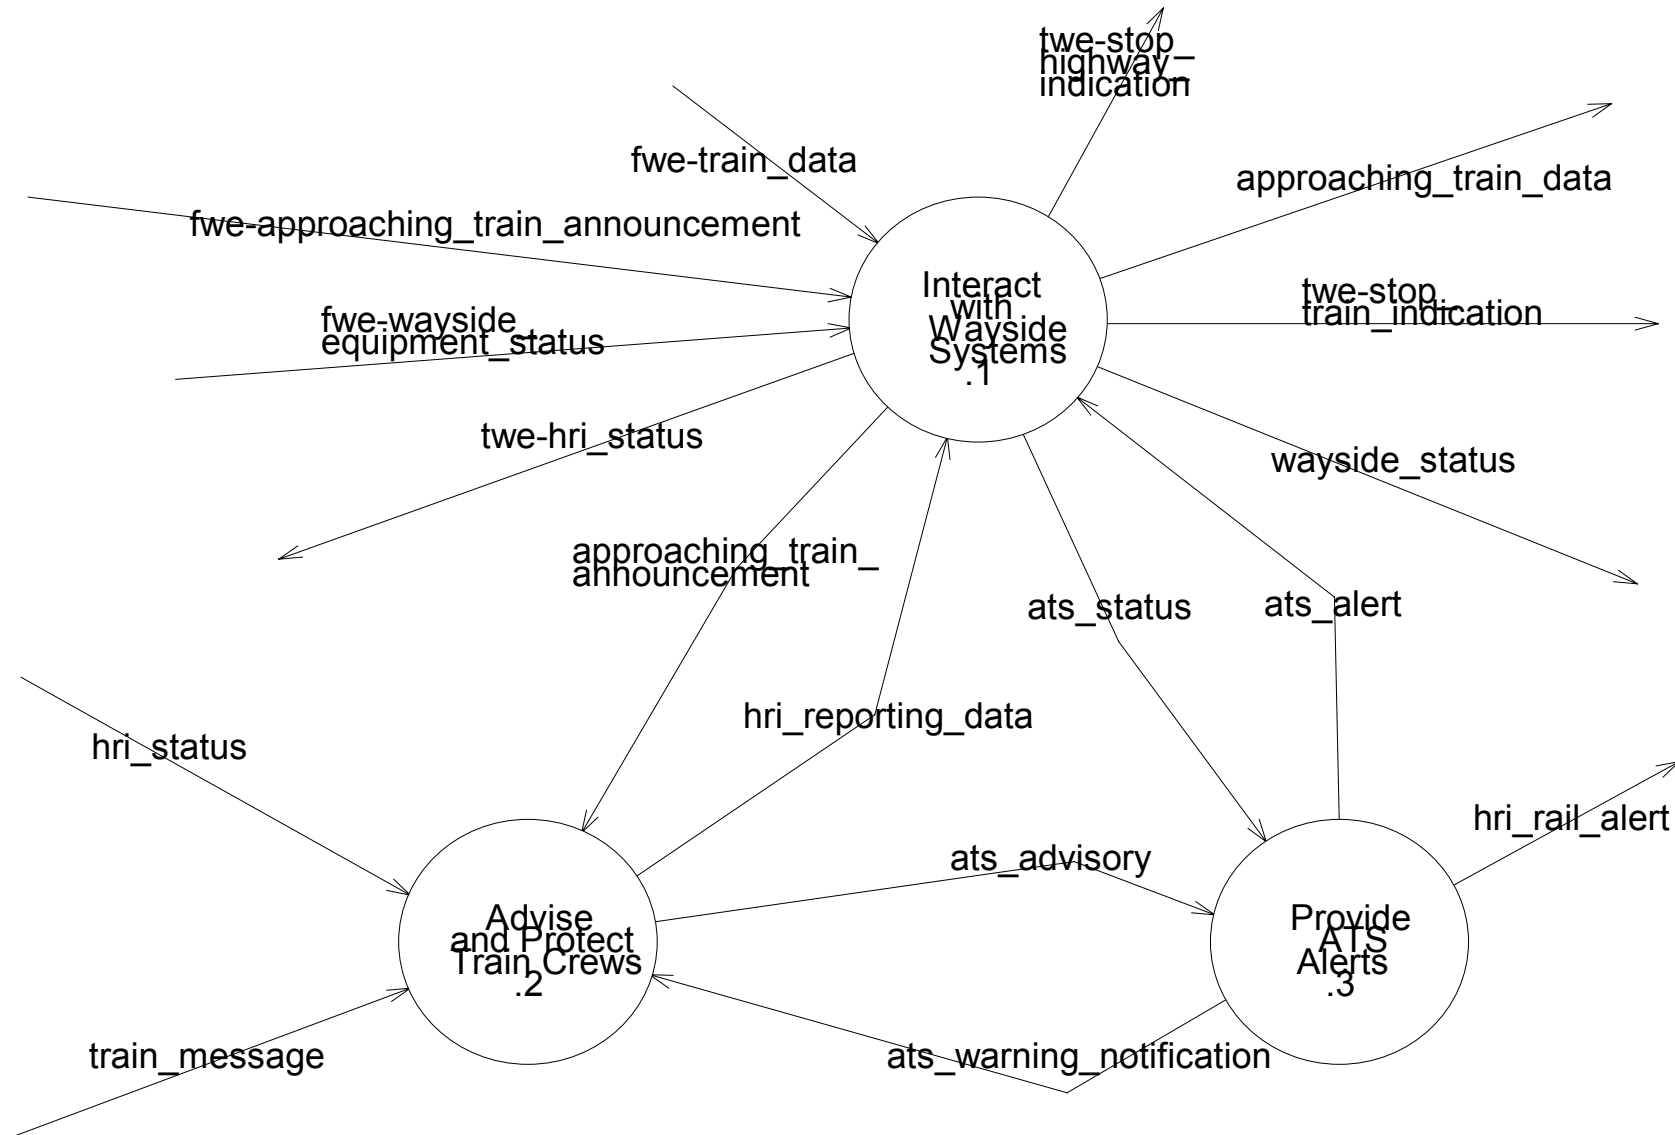 twe-stop_
highway_
indication
fwe-train_data
approaching_train_data
fwe-approaching_train_announcement
Interact
with
Wayside
Systems
.1
twe-stop_
train_indication
fwe-wayside_
equipment_status
twe-hri_status
wayside_status
approaching_train_
announcement
ats_status
ats_alert
hri_reporting_data
hri_status
hri_rail_alert
ats_advisory
Advise
and Protect
Train Crews
.2
Provide
ATS
Alerts
.3
train_message
ats_warning_notification